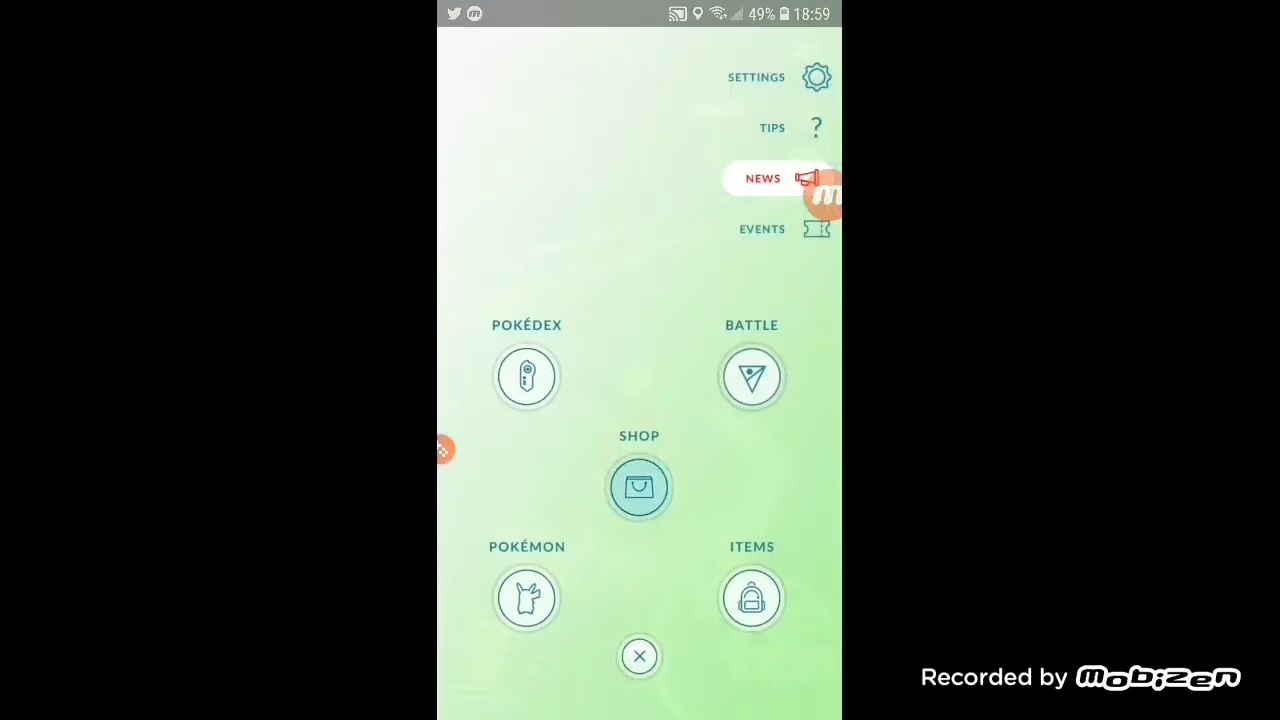 49% 18:59
SETTINGS
TIPS ?
NEWS
EVENTS
POKÉDEX
BATTLE
SHOP
POKÉMON
ITEMS
Recorded by mobizen